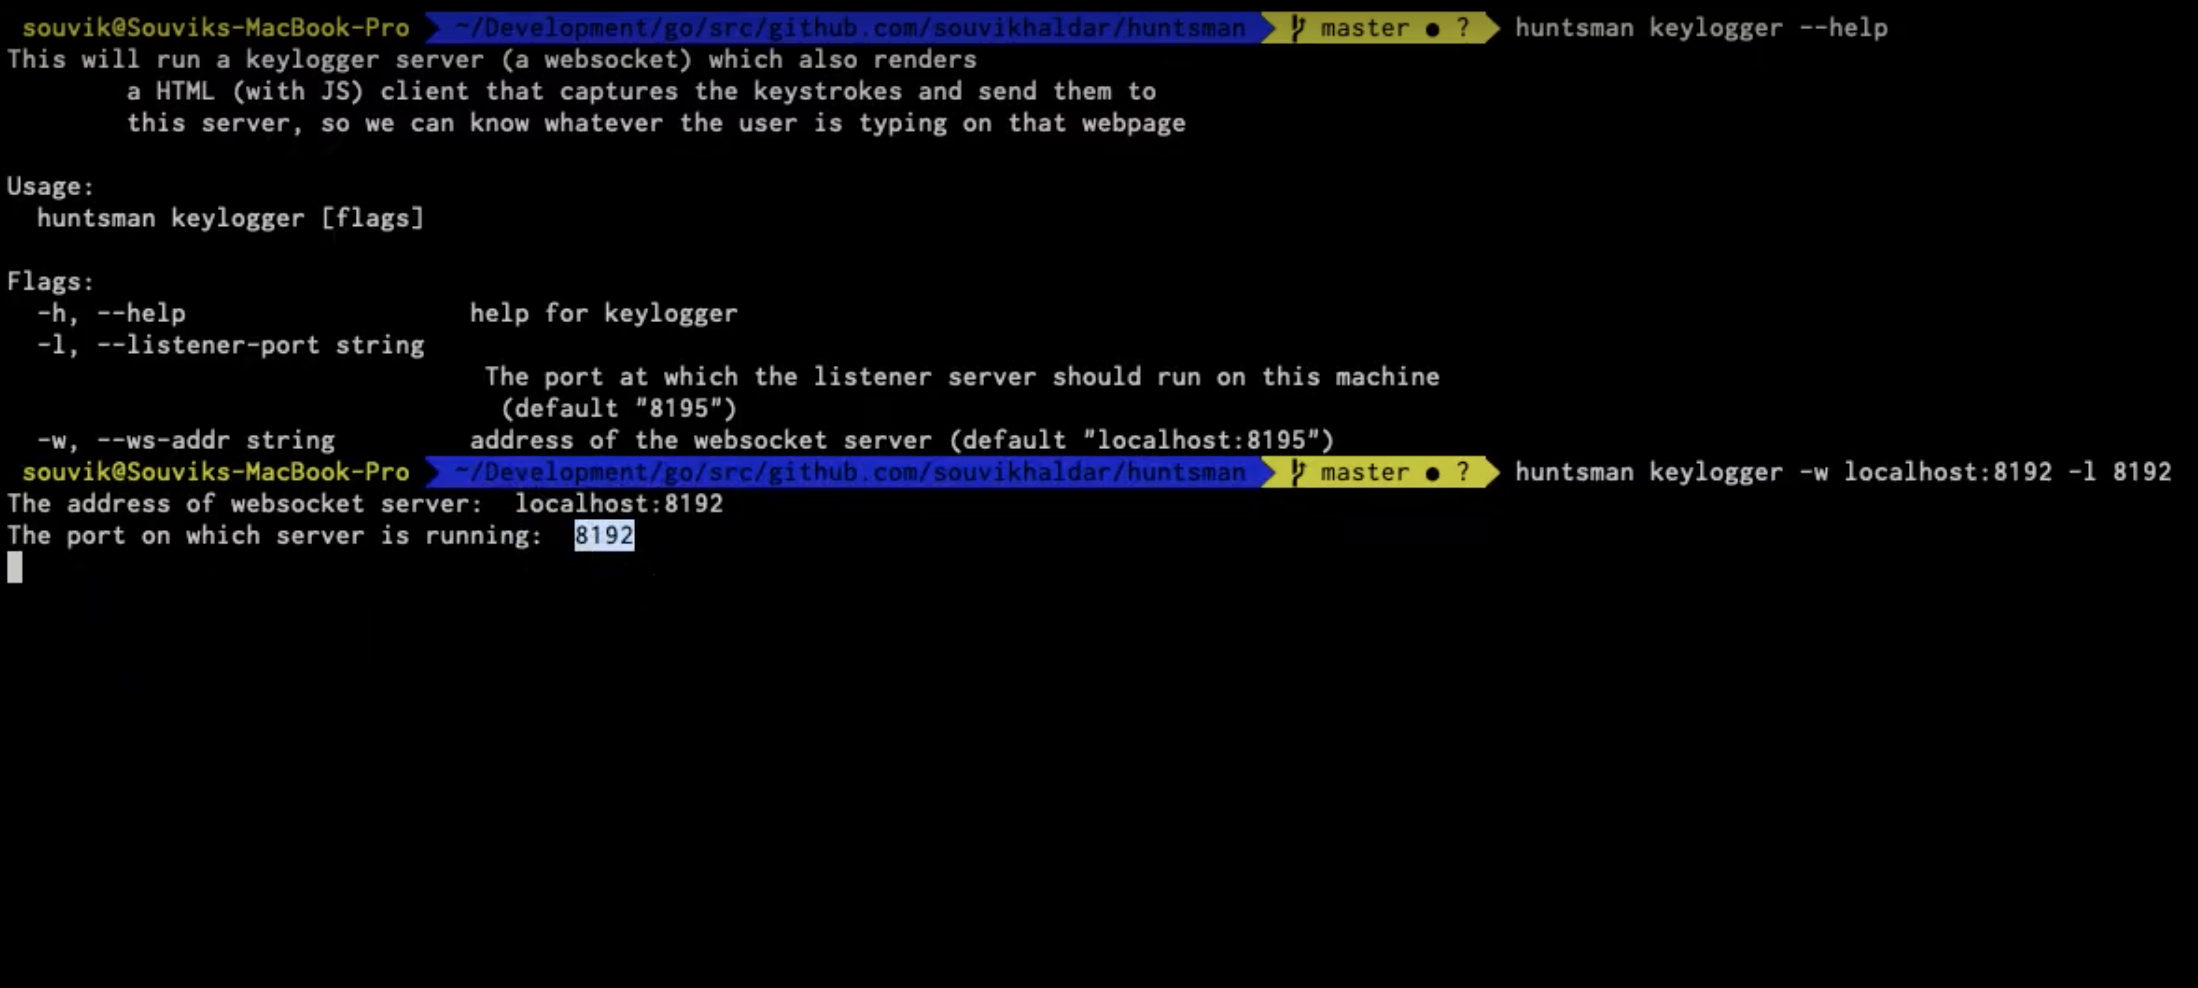 souvik@Souviks-MacBook-Pro ~/Development/go/src/github.com/souvikhaldar/huntsman master ● ? huntsman keylogger --help
This will run a keylogger server (a websocket) which also renders
a HTML (with JS) client that captures the keystrokes and send them to
this server, so we can know whatever the user is typing on that webpage
Usage:
huntsman keylogger [flags]
Flags:
-h, --help help for keylogger
-l, --listener-port string
The port at which the listener server should run on this machine
(default "8195")
-w, --ws-addr string address of the websocket server (default "localhost:8195")
souvik@Souviks-MacBook-Pro ~/Development/go/src/github.com/souvikhaldar/huntsman master ● ? huntsman keylogger -w localhost:8192 -l 8192
The address of websocket server: localhost:8192
The port on which server is running: 8192